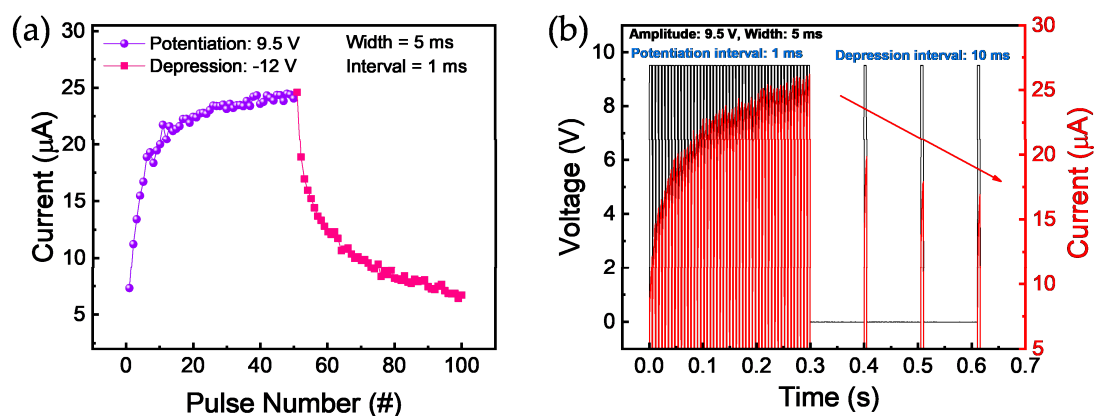 (a)
Potentiation: 9.5 V
Depression: -12 V
Width = 5 ms
Interval = 1 ms
30
25
20
15
10
5
Current (μA)
0 20 40 60 80 100
Pulse Number (#)
(b)
Amplitude: 9.5 V, Width: 5 ms
Potentiation interval: 1 ms
Depression interval: 10 ms
10
8
6
4
2
0
Voltage (V)
30
25
20
15
10
5
Current (μA)
0.0 0.1 0.2 0.3 0.4 0.5 0.6 0.7
Time (s)